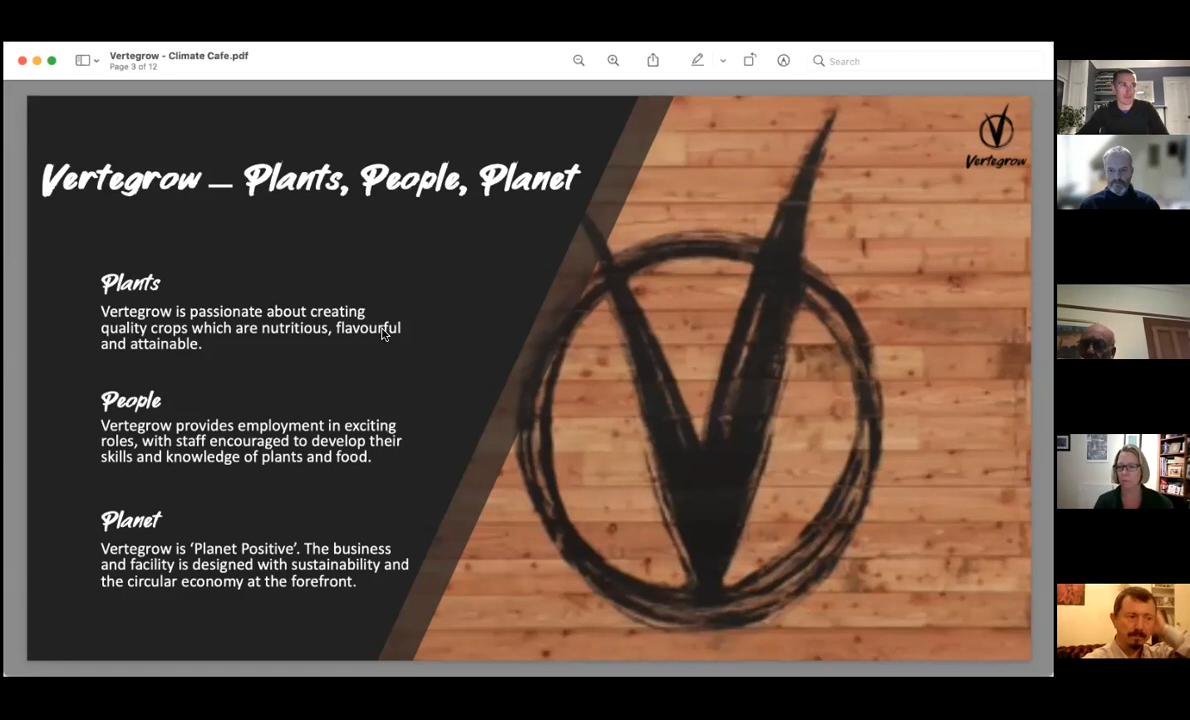 Vertegrow - Climate Cafe.pdf
Page 3 of 12
Search
Vertegrow
Vertegrow — Plants, People, Planet
Plants
Vertegrow is passionate about creating
quality crops which are nutritious, flavourful
and attainable.
People
Vertegrow provides employment in exciting
roles, with staff encouraged to develop their
skills and knowledge of plants and food.
Planet
Vertegrow is ‘Planet Positive’. The business
and facility is designed with sustainability and
the circular economy at the forefront.